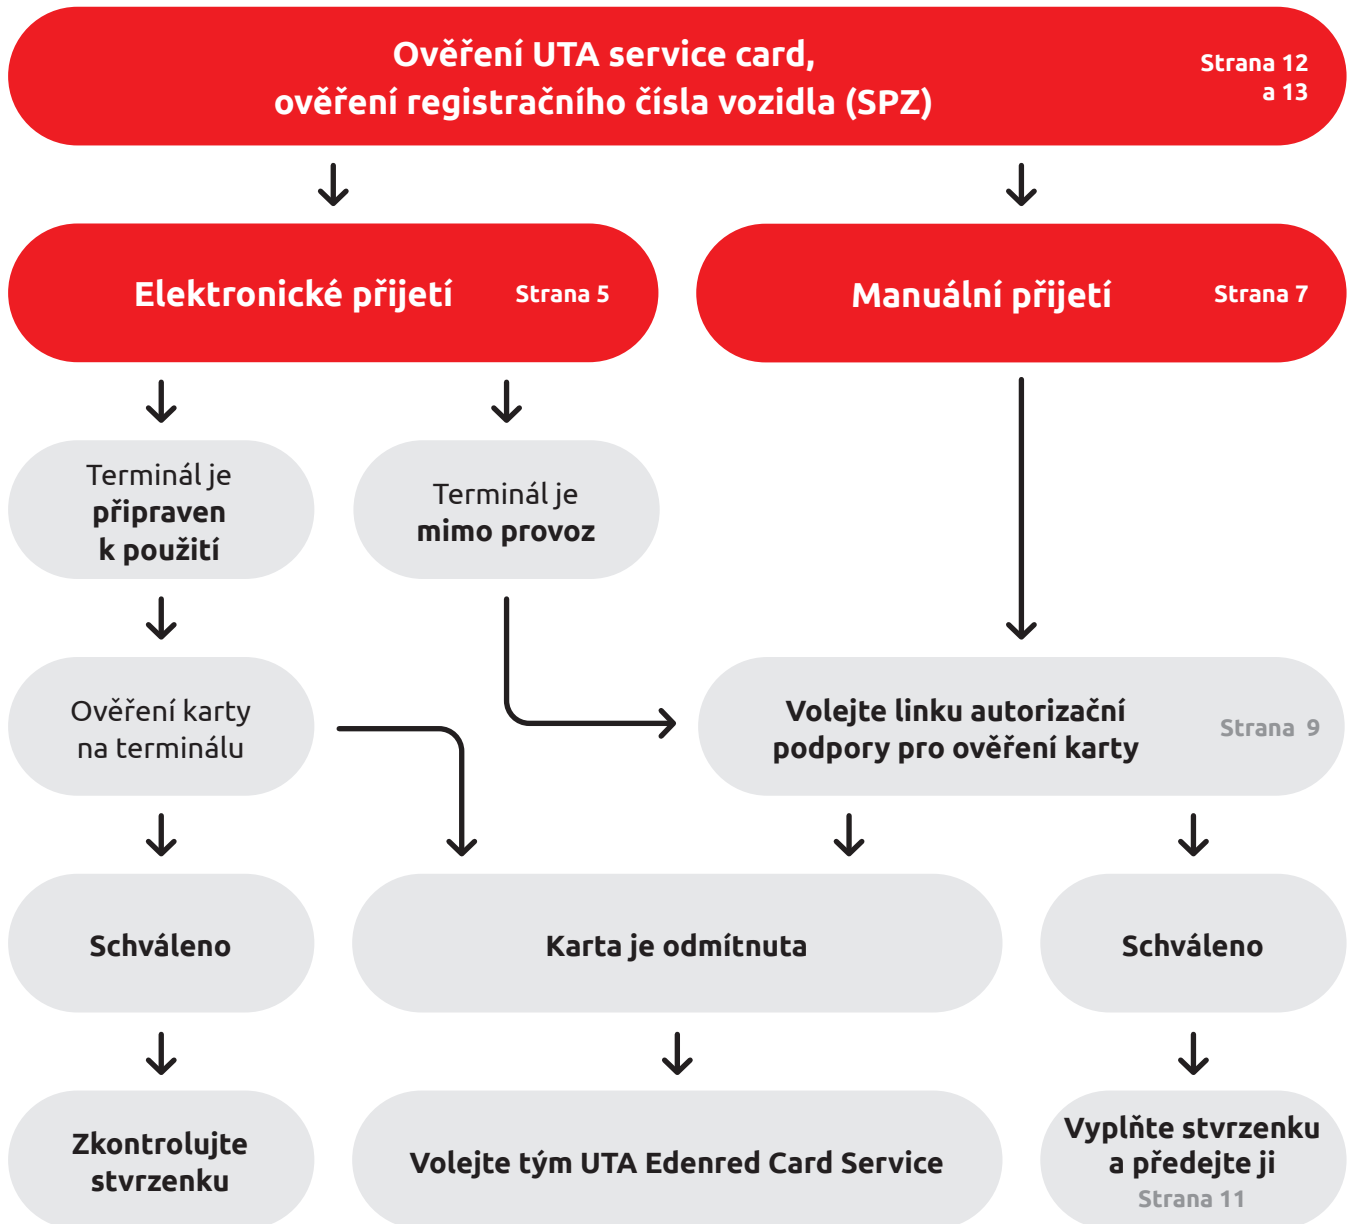 Ověření UTA service card,
ověření registračního čísla vozidla (SPZ)
Strana 12
a 13
Elektronické přijetí
Strana 5
Manuální přijetí
Strana 7
Terminál je
připraven
k použití
Terminál je
mimo provoz
Ověření karty
na terminálu
Volejte linku autorizační
podpory pro ověření karty
Strana 9
Schváleno
Karta je odmítnuta
Schváleno
Zkontrolujte
stvrzenku
Volejte tým UTA Edenred Card Service
Vyplňte stvrzenku
a předejte ji
Strana 11